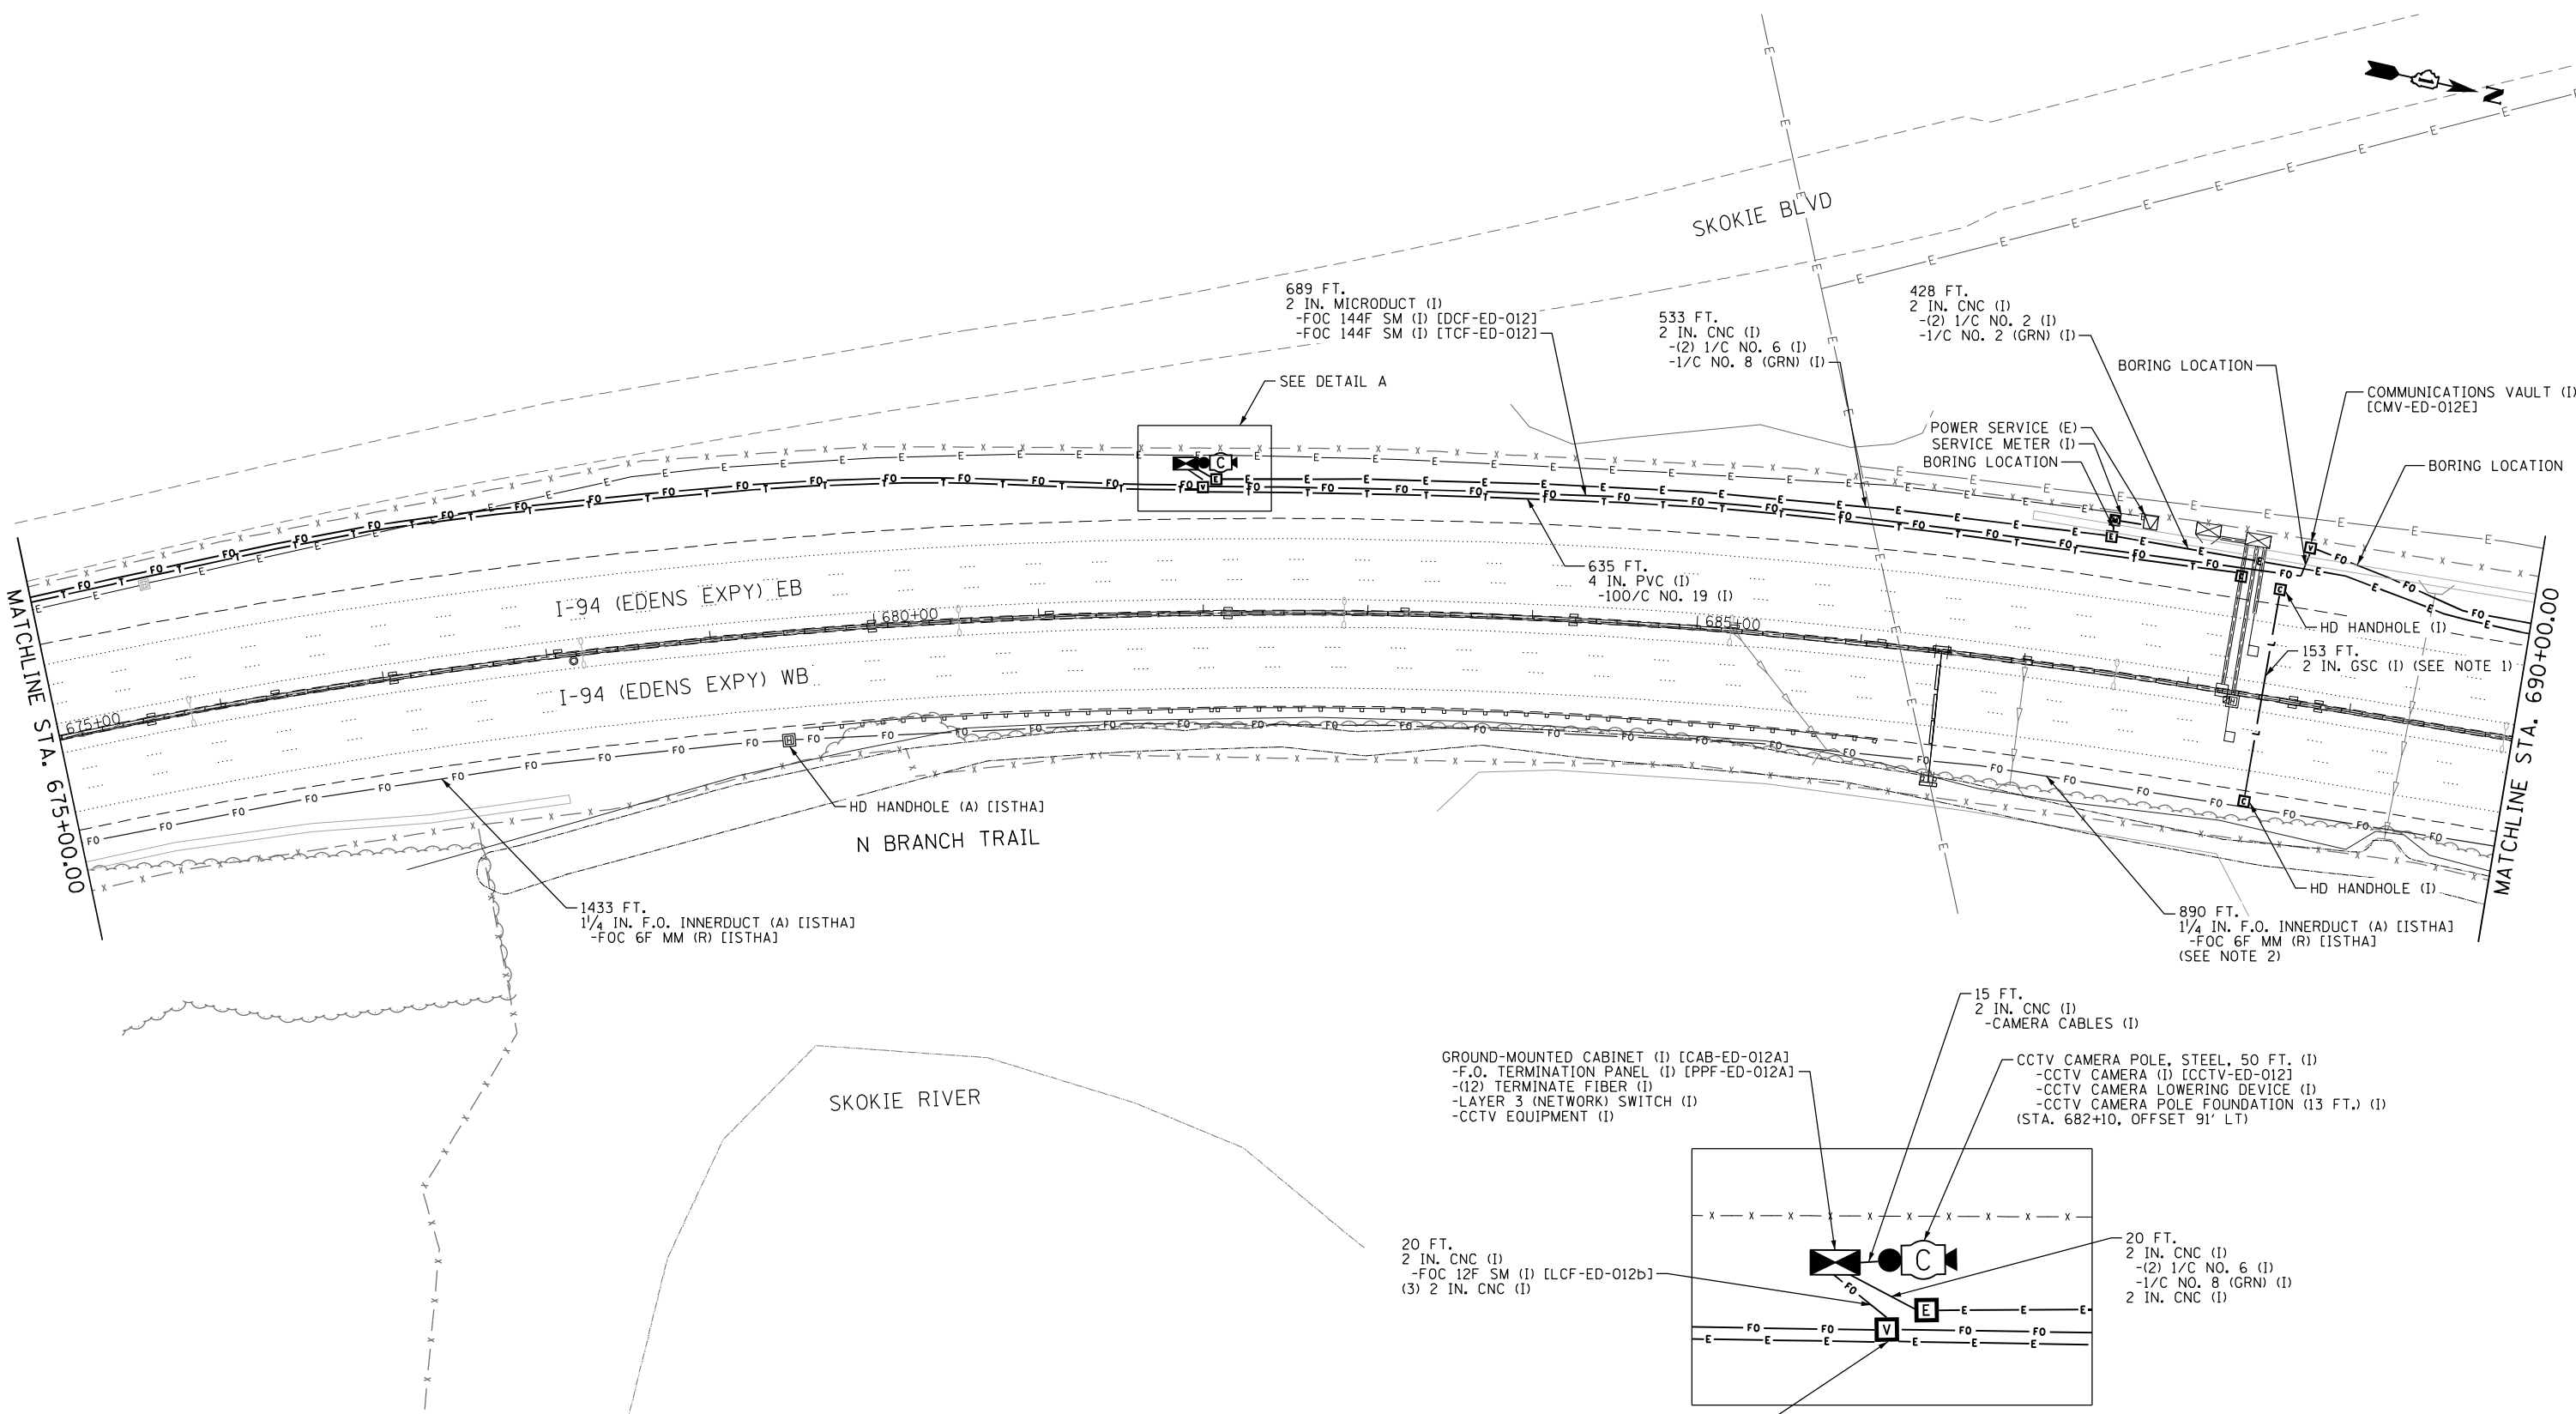 N
SKOKIE BLVD
689 FT.
2 IN. MICRODUCT (I)
-FOC 144F SM (I) [DCF-ED-012]
-FOC 144F SM (I) [TCF-ED-012]
533 FT.
2 IN. CNC (I)
-(2) 1/C NO. 6 (I)
-1/C NO. 8 (GRN) (I)
428 FT.
2 IN. CNC (I)
-(2) 1/C NO. 2 (I)
-1/C NO. 2 (GRN) (I)
BORING LOCATION
COMMUNICATIONS VAULT (I)
[CMV-ED-012E]
SEE DETAIL A
POWER SERVICE (E)
SERVICE METER (I)
BORING LOCATION
BORING LOCATION
635 FT.
4 IN. PVC (I)
-100/C NO. 19 (I)
I-94 (EDENS EXPY) EB
I-94 (EDENS EXPY) WB
675+00
680+00
685+00
MATCHLINE STA. 675+00.00
MATCHLINE STA. 690+00.00
HD HANDHOLE (I)
153 FT.
2 IN. GSC (I) (SEE NOTE 1)
HD HANDHOLE (A) [ISTHA]
N BRANCH TRAIL
HD HANDHOLE (I)
1433 FT.
1 1/4 IN. F.O. INNERDUCT (A) [ISTHA]
-FOC 6F MM (R) [ISTHA]
890 FT.
1 1/4 IN. F.O. INNERDUCT (A) [ISTHA]
-FOC 6F MM (R) [ISTHA]
(SEE NOTE 2)
SKOKIE RIVER
15 FT.
2 IN. CNC (I)
-CAMERA CABLES (I)
GROUND-MOUNTED CABINET (I) [CAB-ED-012A]
-F.O. TERMINATION PANEL (I) [PPF-ED-012A]
-(12) TERMINATE FIBER (I)
-LAYER 3 (NETWORK) SWITCH (I)
-CCTV EQUIPMENT (I)
CCTV CAMERA POLE, STEEL, 50 FT. (I)
-CCTV CAMERA (I) [CCTV-ED-012]
-CCTV CAMERA LOWERING DEVICE (I)
-CCTV CAMERA POLE FOUNDATION (13 FT.) (I)
(STA. 682+10, OFFSET 91' LT)
20 FT.
2 IN. CNC (I)
-FOC 12F SM (I) [LCF-ED-012b]
(3) 2 IN. CNC (I)
20 FT.
2 IN. CNC (I)
-(2) 1/C NO. 6 (I)
-1/C NO. 8 (GRN) (I)
2 IN. CNC (I)
C
E
V
FO